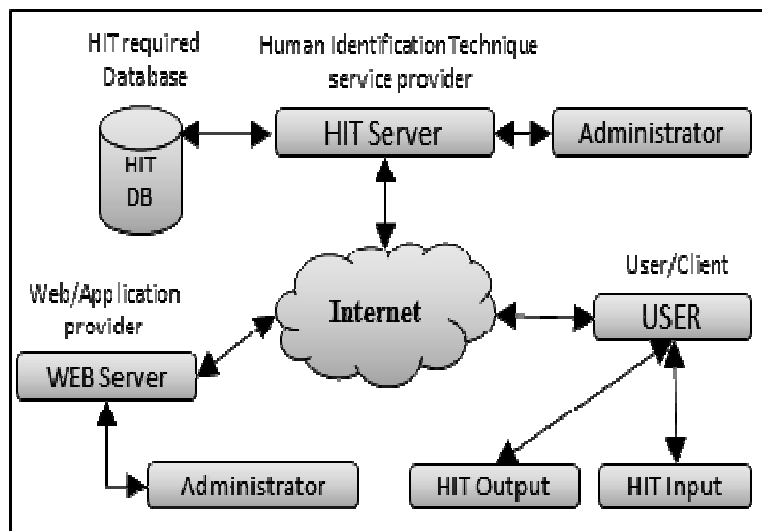 HIT required
Database
Human Identification Technique
service provider
HIT Server
Administrator
HIT
DB
User/Client
Internet
USER
Web/Application
provider
WEB Server
Administrator
HIT Output
HIT Input